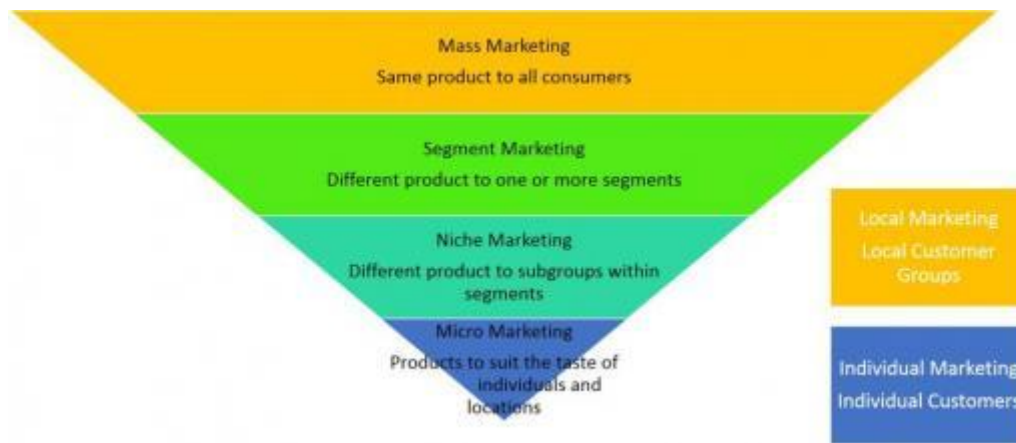 Mass Marketing
Same product to all consumers
Segment Marketing
Different product to one or more segments
Niche Marketing
Different product to subgroups within
segments
Micro Marketing
Products to suit the taste of
individuals and
locations
Local Marketing
Local Customer
Groups
Individual Marketing
Individual Customers